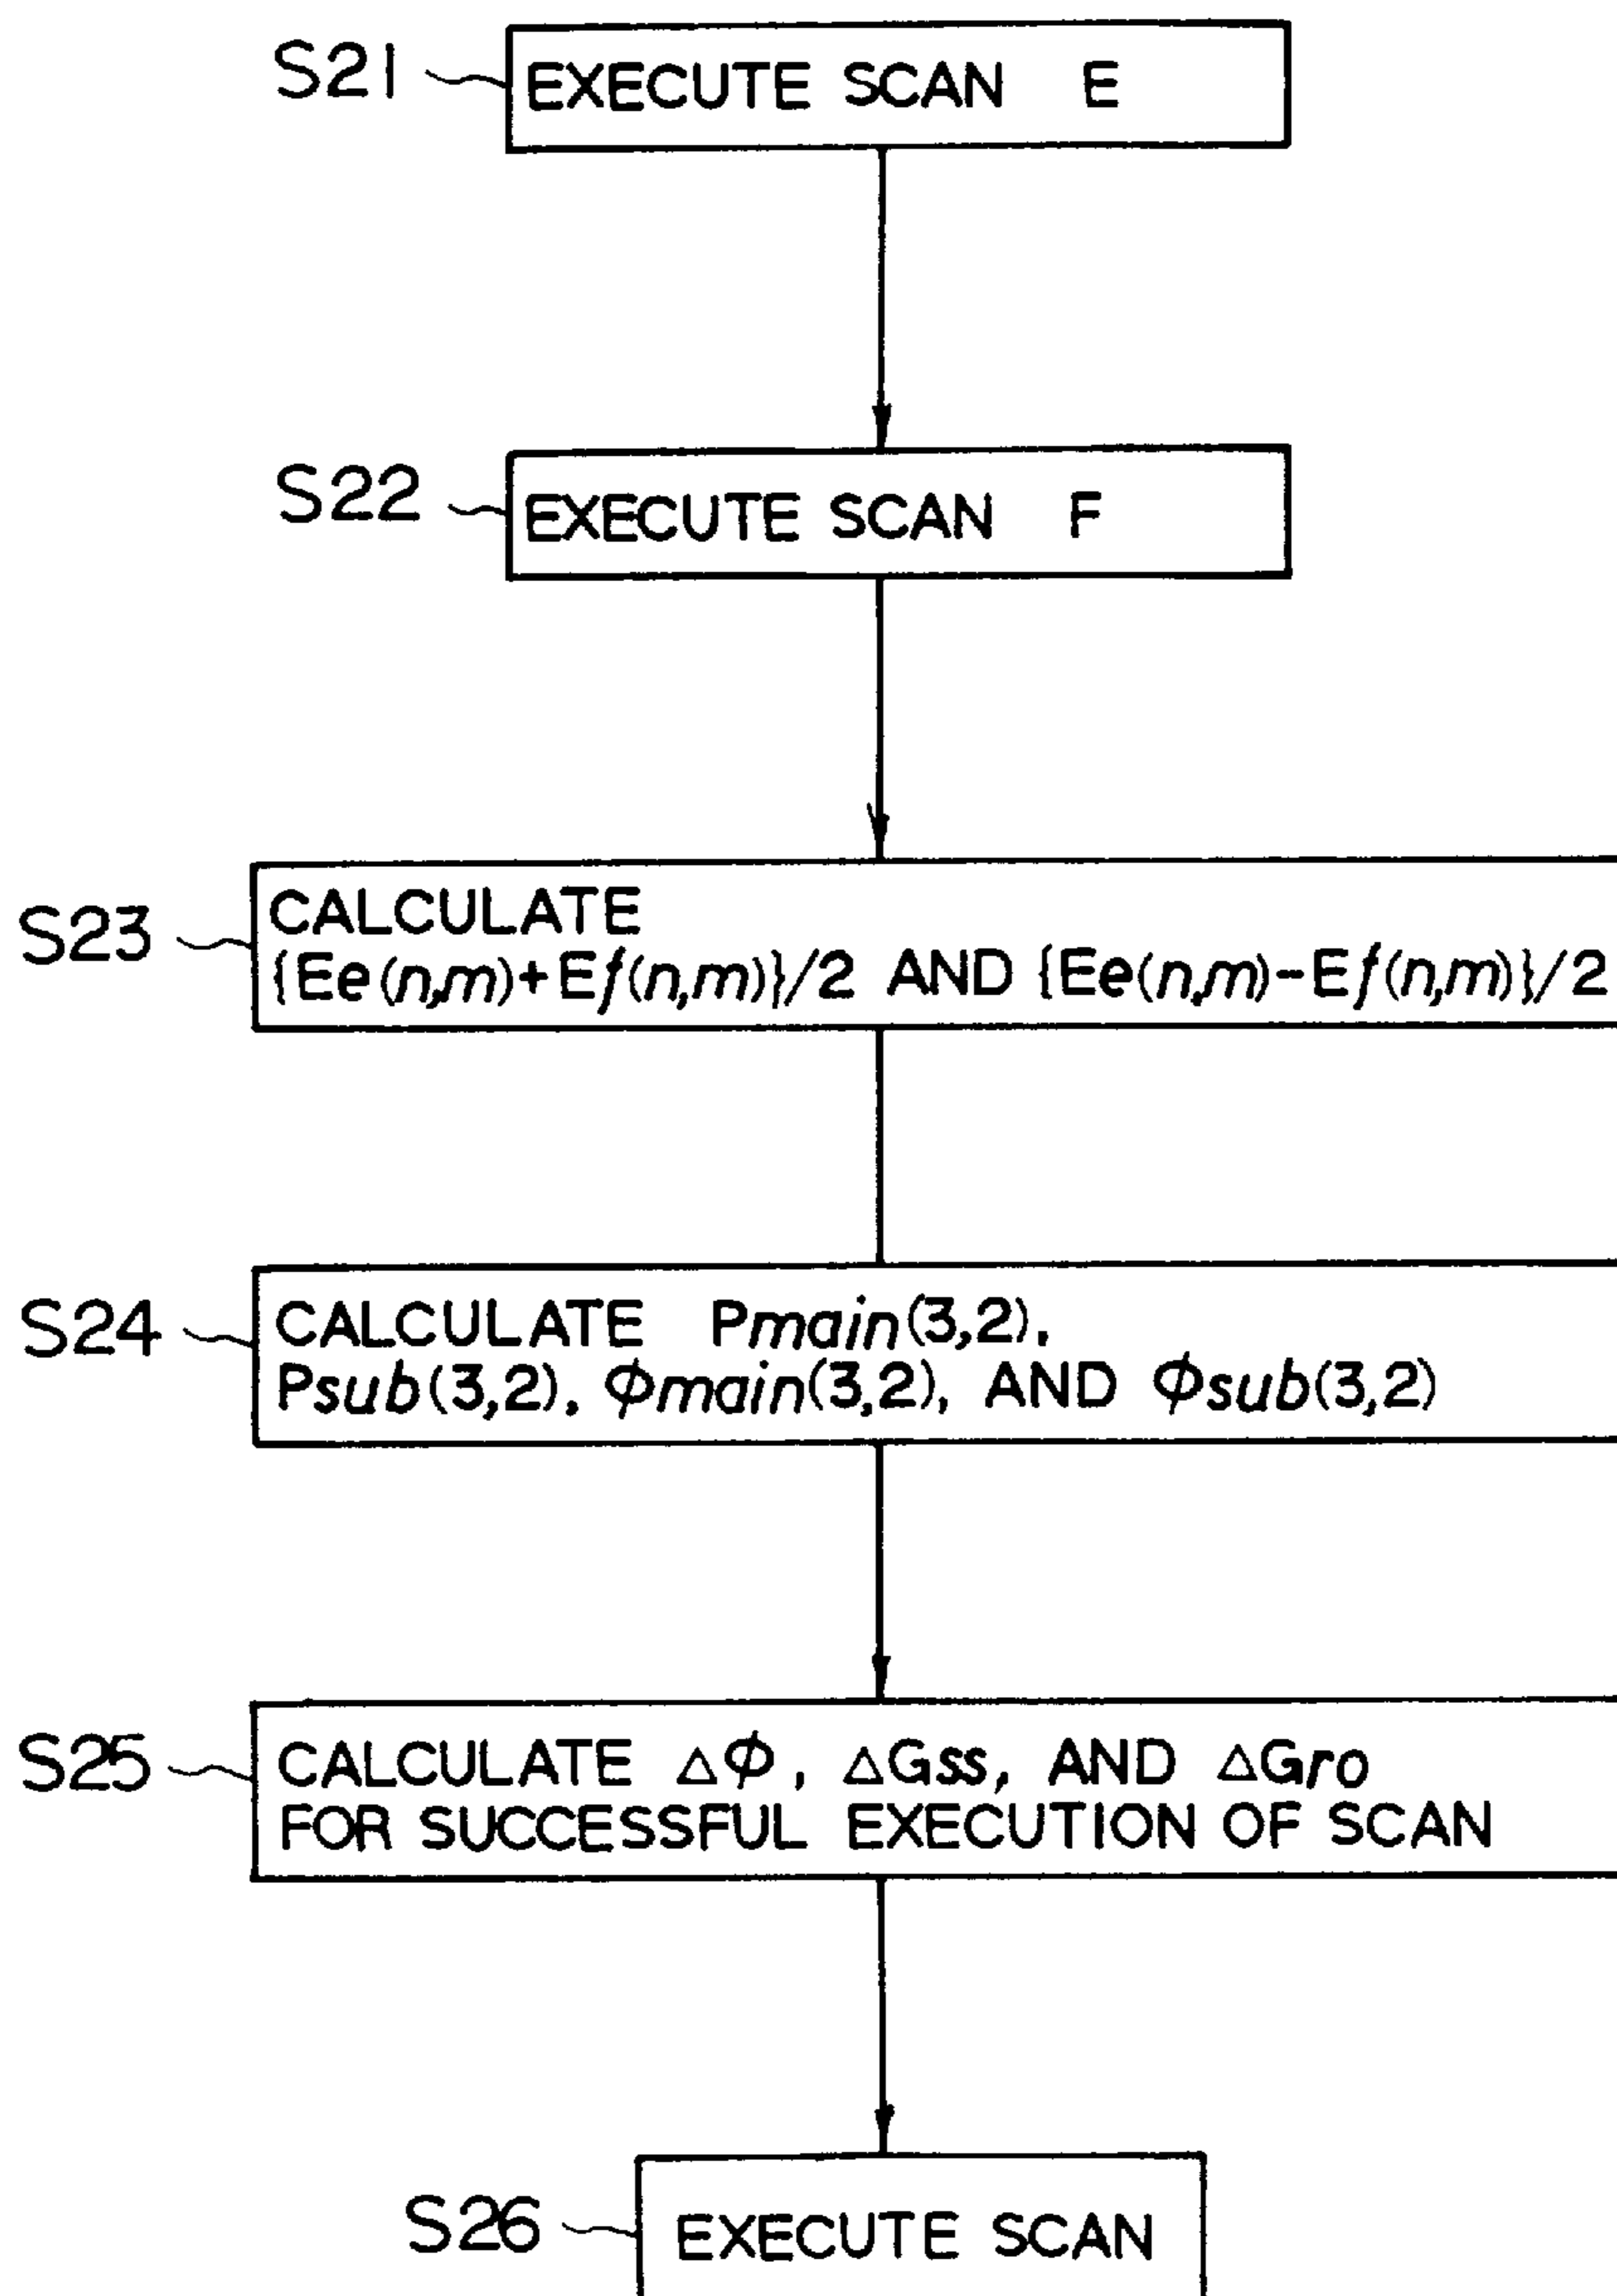 S21
EXECUTE SCAN E
S22
EXECUTE SCAN F
S23
CALCULATE
{Ee(n,m)+Ef(n,m)}/2 AND {Ee(n,m)-Ef(n,m)}/2
S24
CALCULATE Pmain(3,2),
Psub(3,2), Φmain(3,2), AND Φsub(3,2)
S25
CALCULATE ΔΦ, ΔGss, AND ΔGro
FOR SUCCESSFUL EXECUTION OF SCAN
S26
EXECUTE SCAN